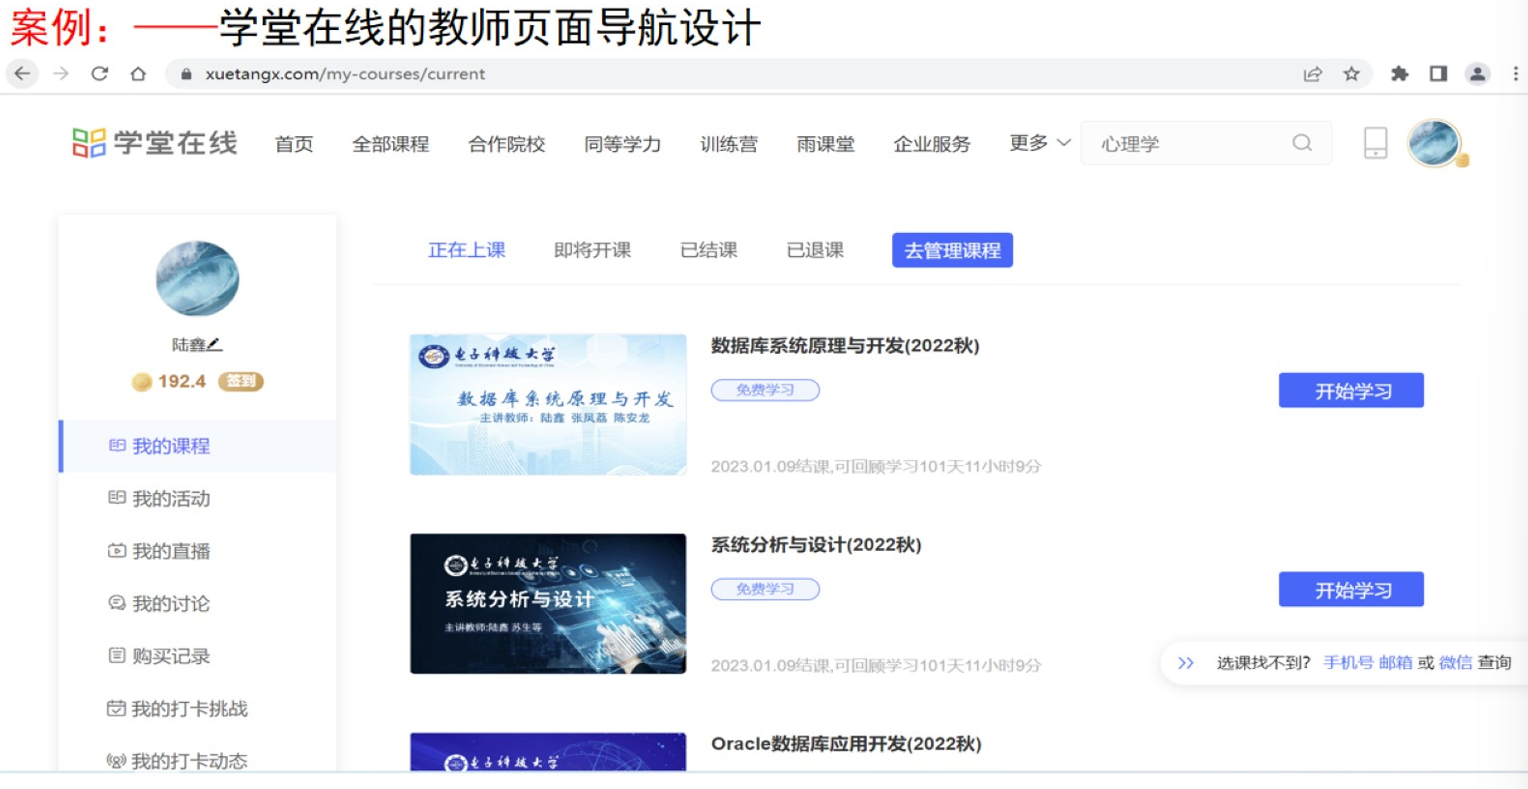 案例：——学堂在线的教师页面导航设计
xuetangx.com/my-courses/current
学堂在线 首页 全部课程 合作院校 同等学力 训练营 雨课堂 企业服务 更多 心理学
正在上课 即将开课 已结课 已退课 去管理课程
陆鑫
192.4 签到
我的课程
我的活动
我的直播
我的讨论
购买记录
我的打卡挑战
我的打卡动态
电子科技大学
University of Electronic Science and Technology of China
数据库系统原理与开发
主讲教师：陆鑫 张凤荔 陈安龙
数据库系统原理与开发(2022秋)
免费学习
开始学习
2023.01.09结课,可回顾学习101天11小时9分
电子科技大学
系统分析与设计
主讲教师:陆鑫 苏生等
系统分析与设计(2022秋)
免费学习
开始学习
2023.01.09结课,可回顾学习101天11小时9分
选课找不到? 手机号 邮箱 或 微信 查询
电子科技大学
Oracle数据库应用开发(2022秋)